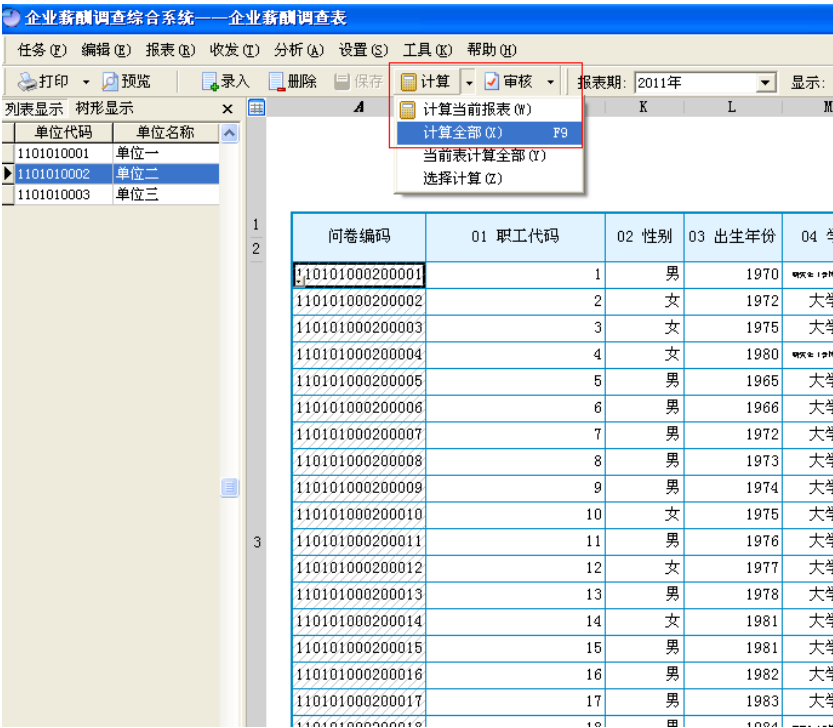 企业薪酬调查综合系统——企业薪酬调查表
任务(F) 编辑(E) 报表(R) 收发(T) 分析(A) 设置(S) 工具(K) 帮助(H)
打印 预览 录入 删除 保存 计算 审核 报表期: 2011年 显示:
列表显示 树形显示 × A K L M
单位代码 单位名称
1101010001 单位一
1101010002 单位二
1101010003 单位三
计算当前报表(W)
计算全部(X) F9
当前表计算全部(Y)
选择计算(Z)
1
2
3
问卷编码 01 职工代码 02 性别 03 出生年份 04
110101000200001 1 男 1970
110101000200002 2 女 1972 大学
110101000200003 3 女 1975 大学
110101000200004 4 女 1980
110101000200005 5 男 1965 大学
110101000200006 6 男 1966 大学
110101000200007 7 男 1972 大学
110101000200008 8 男 1973 大学
110101000200009 9 男 1974 大学
110101000200010 10 女 1975 大学
110101000200011 11 男 1976 大学
110101000200012 12 女 1977 大学
110101000200013 13 男 1978 大学
110101000200014 14 女 1981 大学
110101000200015 15 男 1981 大学
110101000200016 16 男 1982 大学
110101000200017 17 男 1983 大学
110101000200018 18 男 1984